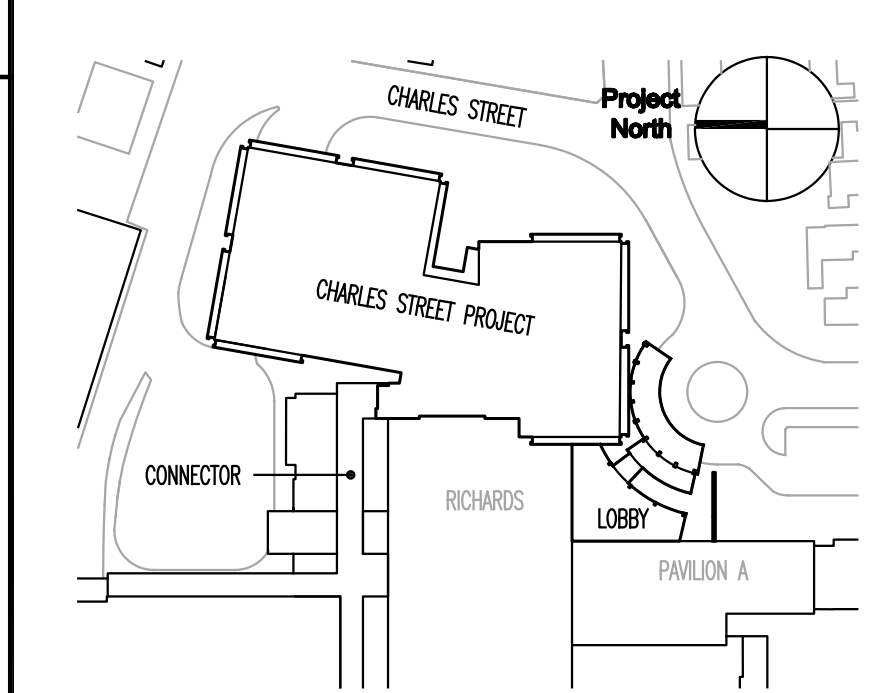 CHARLES STREET
Project
North
CHARLES STREET PROJECT
CONNECTOR
RICHARDS
LOBBY
PAVILION A